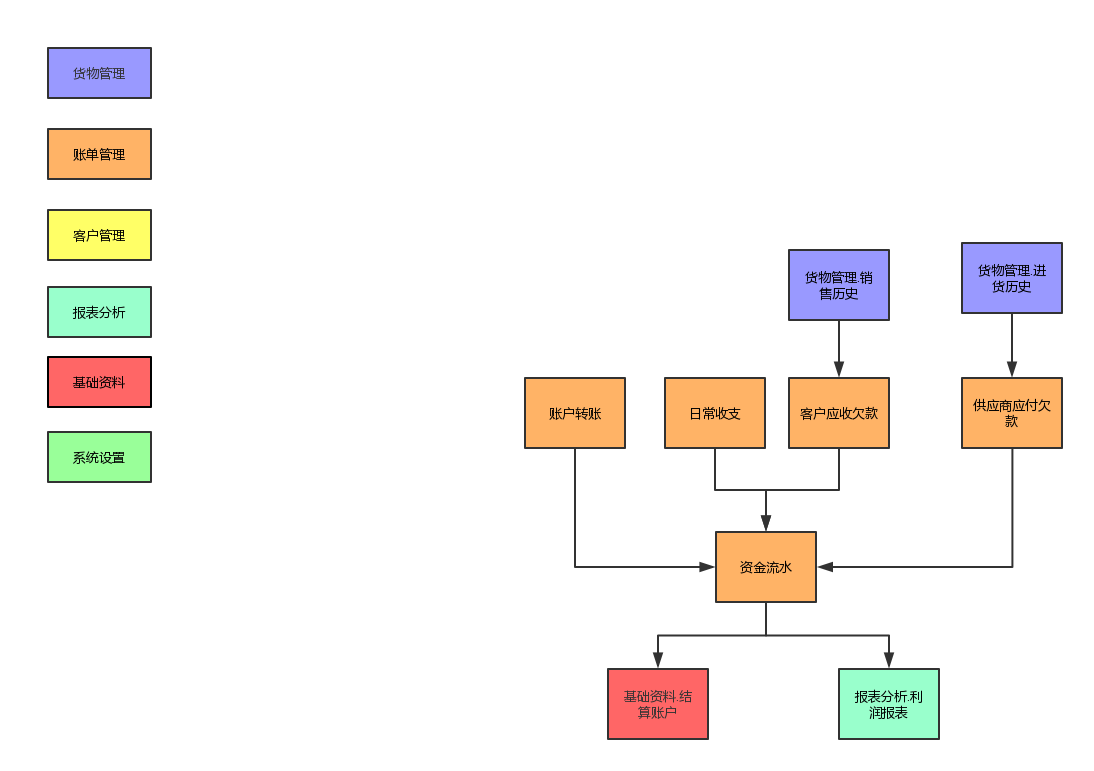 货物管理
账单管理
客户管理
报表分析
基础资料
系统设置
货物管理.销
售历史
货物管理.进
货历史
账户转账
日常收支
客户应收欠款
供应商应付欠
款
资金流水
基础资料.结
算账户
报表分析.利
润报表